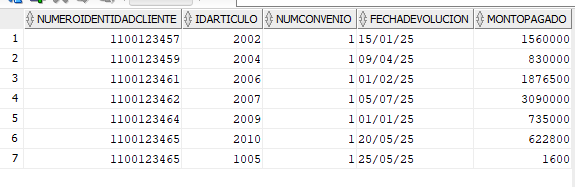 NUMEROIDENTIDADCLIENTE IDARTICULO NUMCONVENIO FECHADEVOLUCION MONTOPAGADO
1 1100123457 2002 1 15/01/25 1560000
2 1100123459 2004 1 09/04/25 830000
3 1100123461 2006 1 01/02/25 1876500
4 1100123462 2007 1 05/07/25 3090000
5 1100123464 2009 1 01/01/25 735000
6 1100123465 2010 1 20/05/25 622800
7 1100123465 1005 1 25/05/25 1600